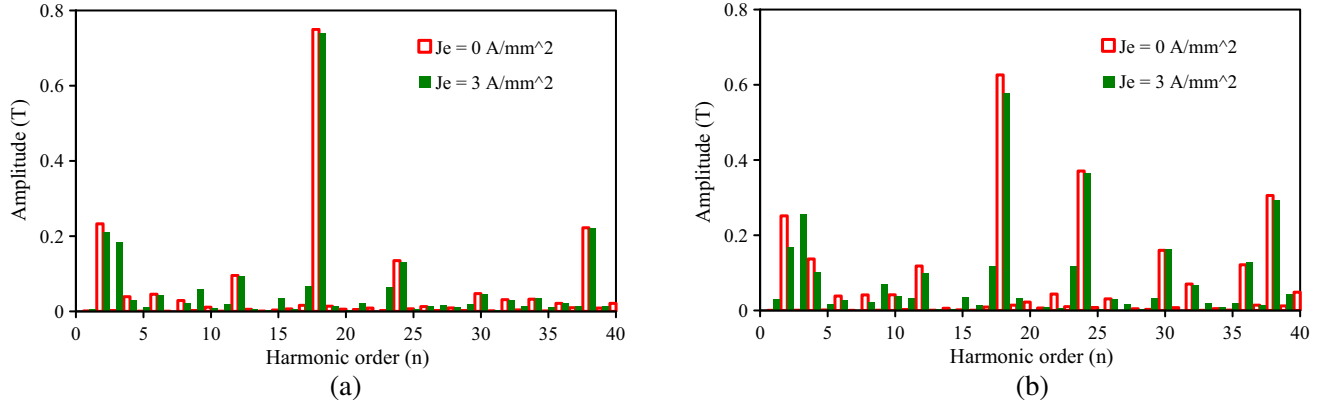 0.8
0.6
0.4
0.2
0
Amplitude (T)
Je = 0 A/mm^2
Je = 3 A/mm^2
0 5 10 15 20 25 30 35 40
Harmonic order (n)
(a)
0.8
0.6
0.4
0.2
0
Amplitude (T)
Je = 0 A/mm^2
Je = 3 A/mm^2
0 5 10 15 20 25 30 35 40
Harmonic order (n)
(b)